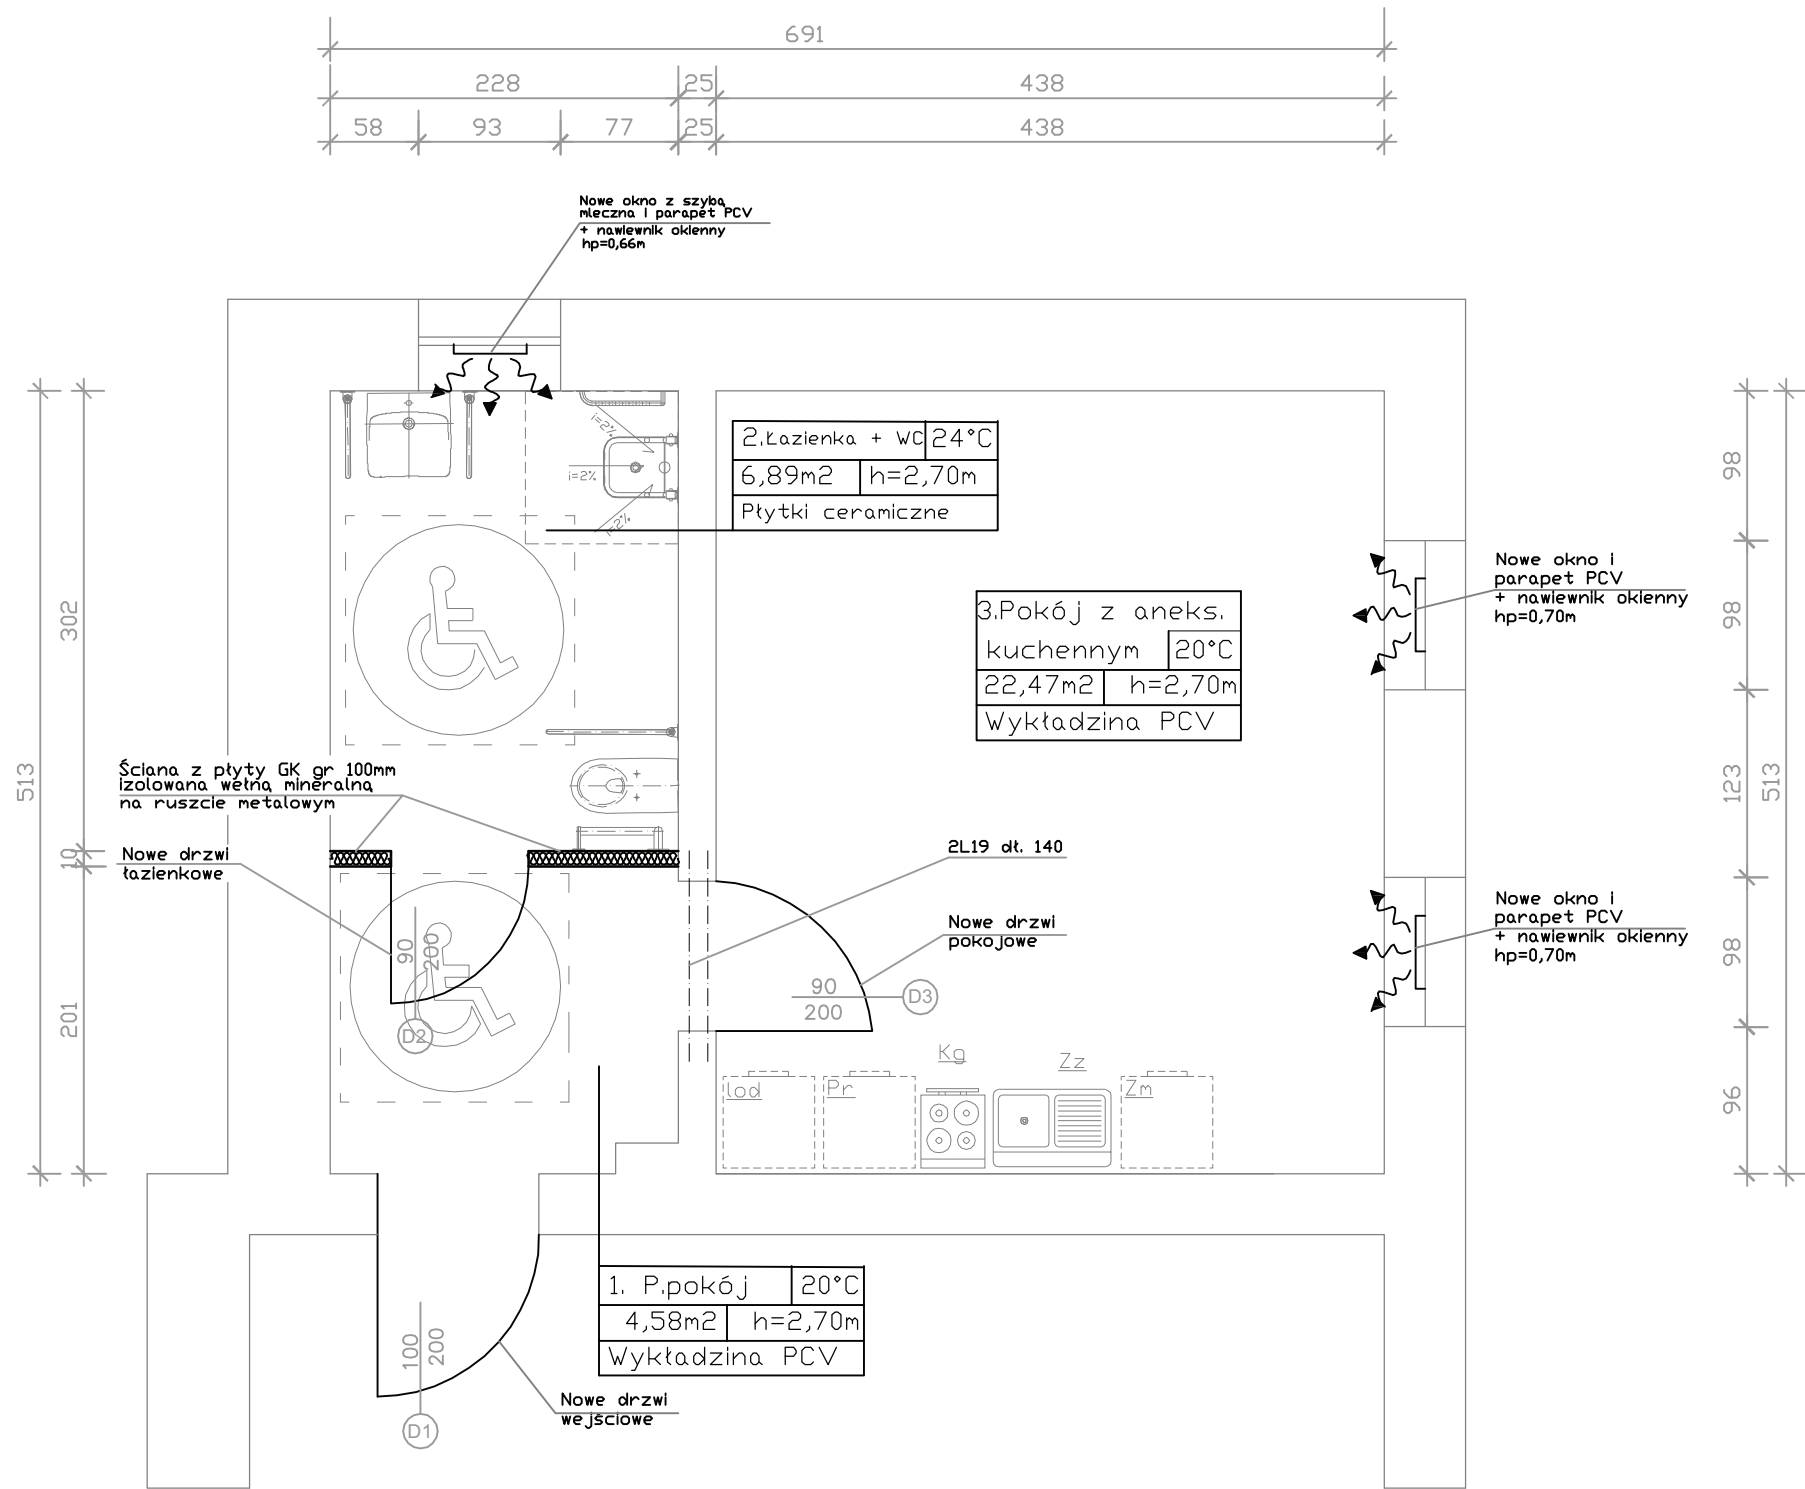 691
228
25
438
58
93
77
25
438
Nowe okno z szybą
mleczną i parapet PCV
+ nawiewnik okienny
hp=0,66m
i=2%
i=2%
i=2%
2.Łazienka + WC 24°C
6,89m2 h=2,70m
Płytki ceramiczne
3.Pokój z aneks.
kuchennym 20°C
22,47m2 h=2,70m
Wykładzina PCV
Nowe okno i
parapet PCV
+ nawiewnik okienny
hp=0,70m
513
302
10
201
98
98
123
98
96
513
Ściana z płyty GK gr 100mm
izolowana wełną mineralną
na ruszcie metalowym
Nowe drzwi
łazienkowe
2L19 dł. 140
Nowe drzwi
pokojowe
Nowe okno i
parapet PCV
+ nawiewnik okienny
hp=0,70m
90
200
D2
90
200
D3
lod
Pr
Kg
Zz
Zm
1. P.pokój 20°C
4,58m2 h=2,70m
Wykładzina PCV
100
200
D1
Nowe drzwi
wejściowe